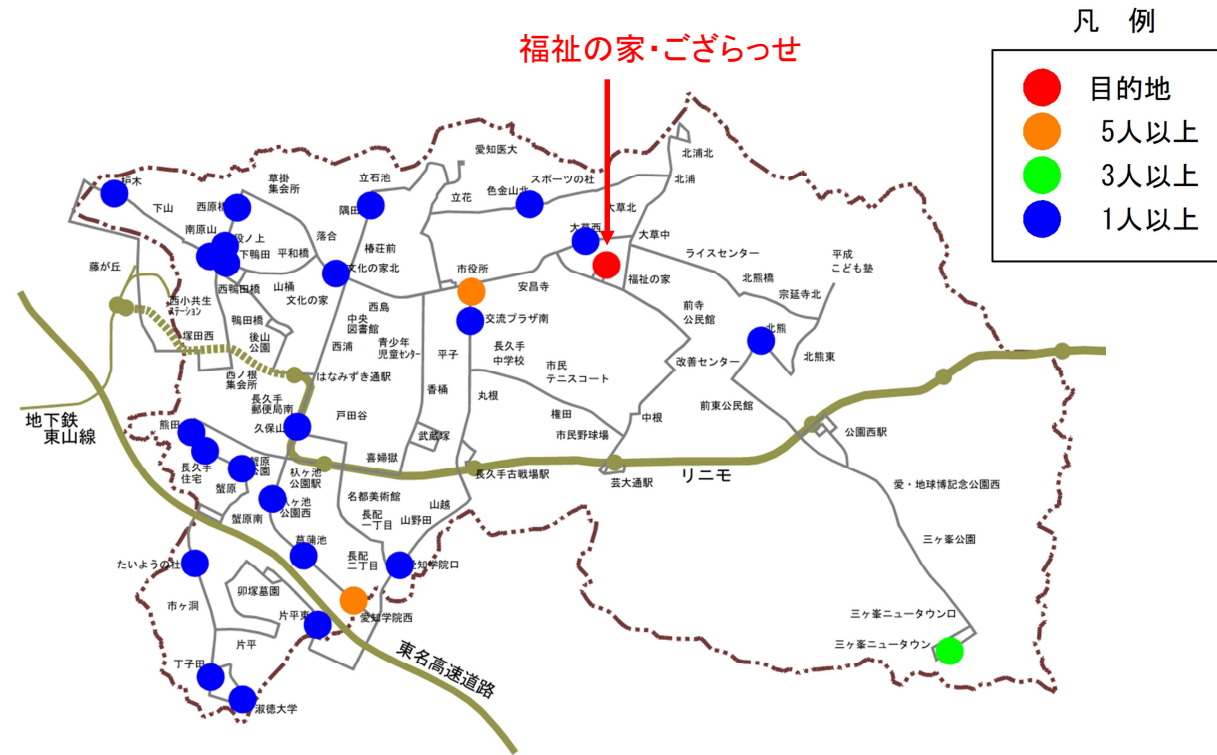 福祉の家・ござらっせ
凡 例
目的地
5人以上
3人以上
1人以上
愛知医大
北浦北
スポーツの杜
北浦
立石池
草掛
集会所
立花
色金山北
下山
西原
隅田
大草北
南原山
段ノ上
落合
椿荘前
大草西
大草中
ライスセンター
平成
こども塾
下鴨田
平和橋
藤が丘
文化の家北
市役所
安昌寺
福祉の家
北熊橋
宗延寺北
西小共生
ステーション
西鴨田橋
山桶
文化の家
西島
中央
図書館
交流プラザ南
前寺
公民館
北熊
鴨田橋
後山
公園
塚田西
西浦
青少年
児童センター
平子
長久手
中学校
改善センター
北熊東
西ノ根
集会所
はなみずき通駅
市民
テニスコート
香桶
丸根
前東公民館
長久手
郵便局南
戸田谷
権田
中根
地下鉄
東山線
熊田
久保山
武蔵塚
市民野球場
公園西駅
喜婦嶽
長久手
住宅
蟹原
公園
杁ヶ池
公園駅
長久手古戦場駅
芸大通駅
リニモ
蟹原
杁ヶ池
公園西
名都美術館
山越
愛・地球博記念公園西
蟹原南
長配
一丁目
山野田
三ヶ峯公園
菖蒲池
長配
二丁目
愛知学院口
たいようの杜
卯塚墓園
市ヶ洞
片平東
愛知学院西
三ヶ峯ニュータウン口
片平
三ヶ峯ニュータウン
丁子田
東名高速道路
淑徳大学